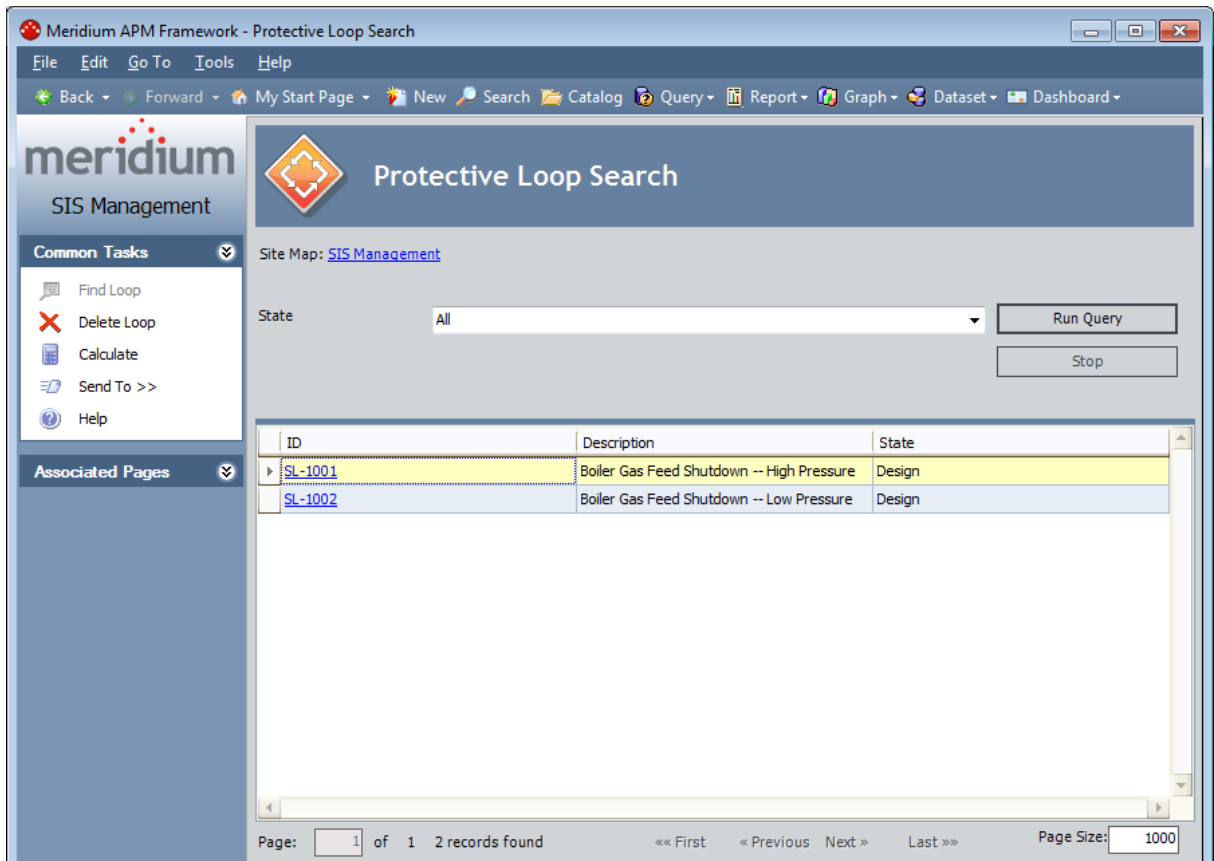 Meridium APM Framework - Protective Loop Search
File Edit Go To Tools Help
Back Forward My Start Page New Search Catalog Query Report Graph Dataset Dashboard
meridium
SIS Management
Protective Loop Search
Common Tasks
Find Loop
Delete Loop
Calculate
Send To >>
Help
Associated Pages
Site Map: SIS Management
State All Run Query
Stop
ID Description State
SL-1001 Boiler Gas Feed Shutdown -- High Pressure Design
SL-1002 Boiler Gas Feed Shutdown -- Low Pressure Design
Page: 1 of 1 2 records found «« First « Previous Next » Last »» Page Size: 1000